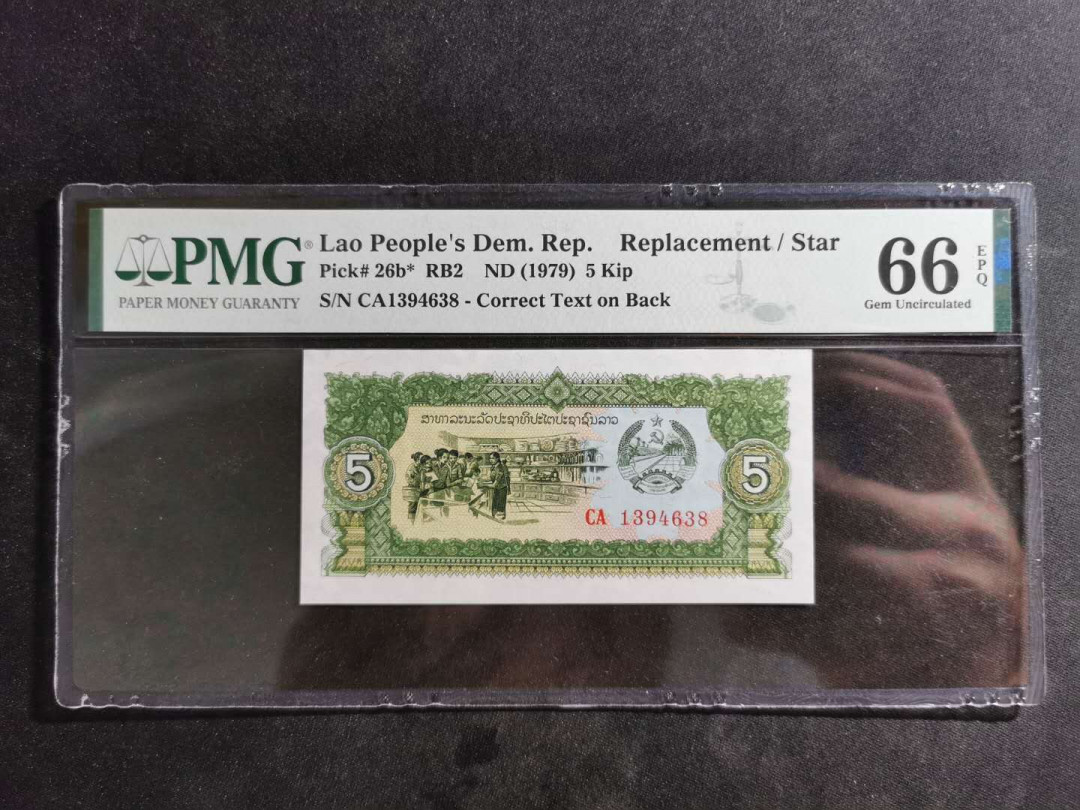 PMG®
PAPER MONEY GUARANTY
Lao People's Dem. Rep. Replacement / Star
Pick# 26b* RB2 ND (1979) 5 Kip
S/N CA1394638 - Correct Text on Back
66
EPQ
Gem Uncirculated
ສາທາລະນະລັດປະຊາທິປະໄຕປະຊາຊົນລາວ
5
5
CA 1394638